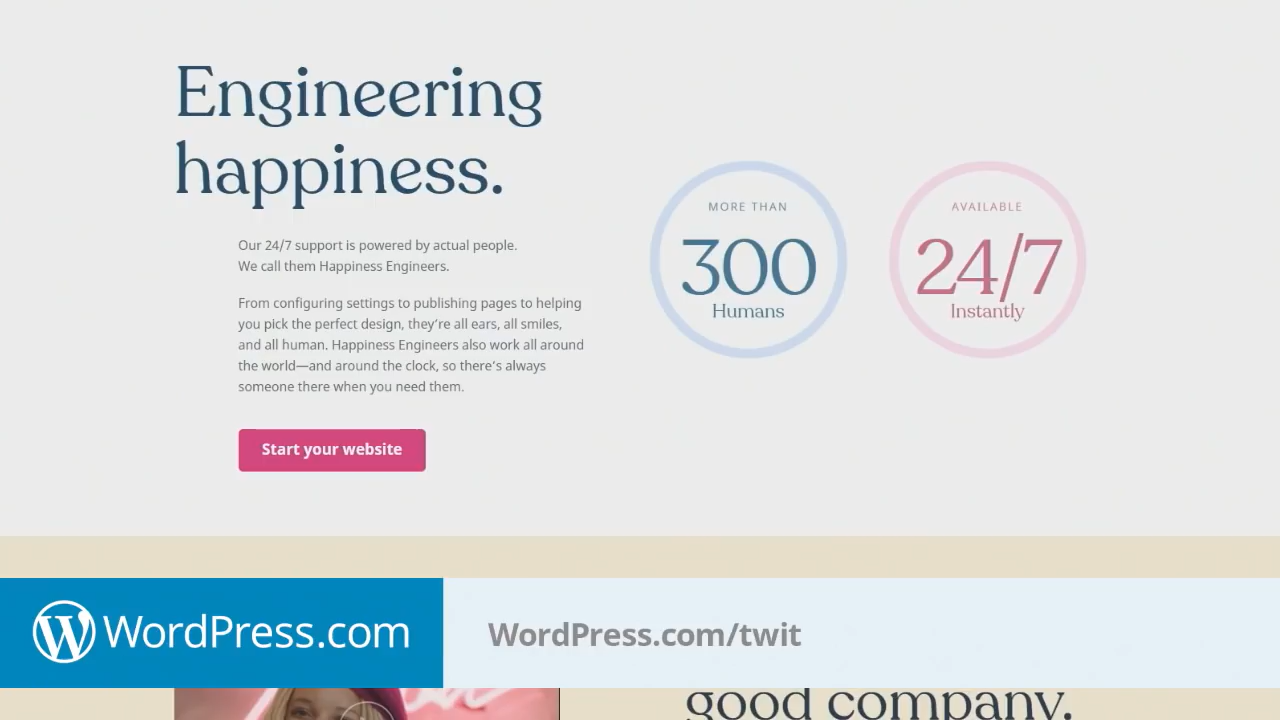 Engineering
happiness.
Our 24/7 support is powered by actual people.
We call them Happiness Engineers.
From configuring settings to publishing pages to helping
you pick the perfect design, they’re all ears, all smiles,
and all human. Happiness Engineers also work all around
the world—and around the clock, so there’s always
someone there when you need them.
Start your website
MORE THAN
300
Humans
AVAILABLE
24/7
Instantly
WordPress.com
WordPress.com/twit
good company.